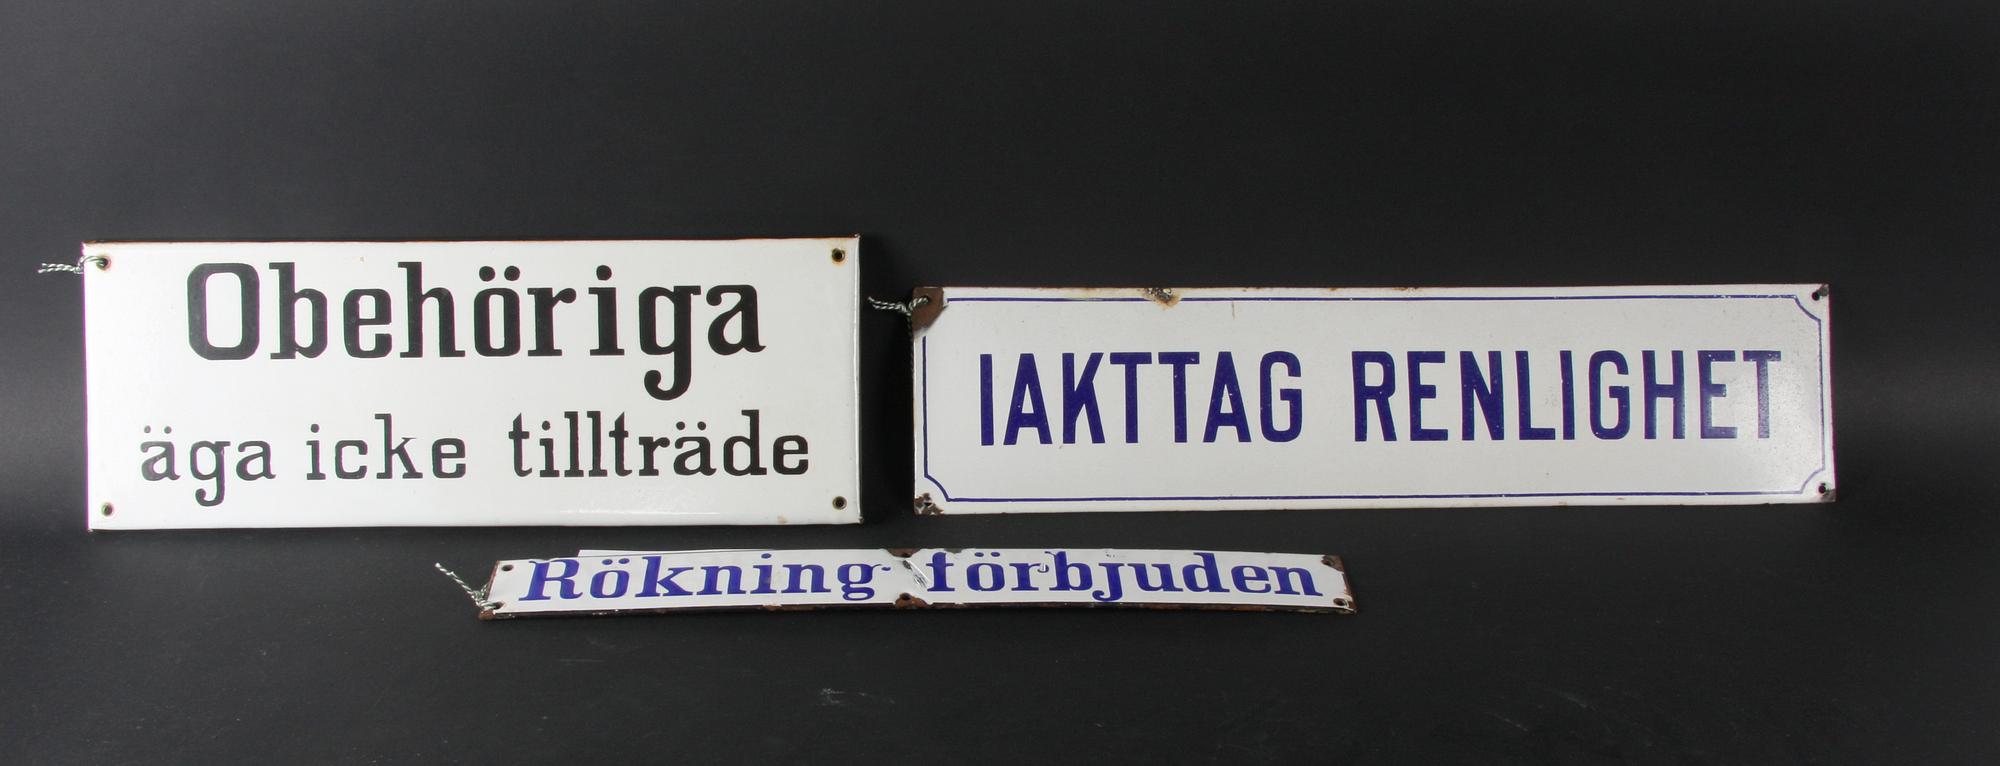 Obehöriga
äga icke tillträde
IAKTTAG RENLIGHET
Rökning förbjuden